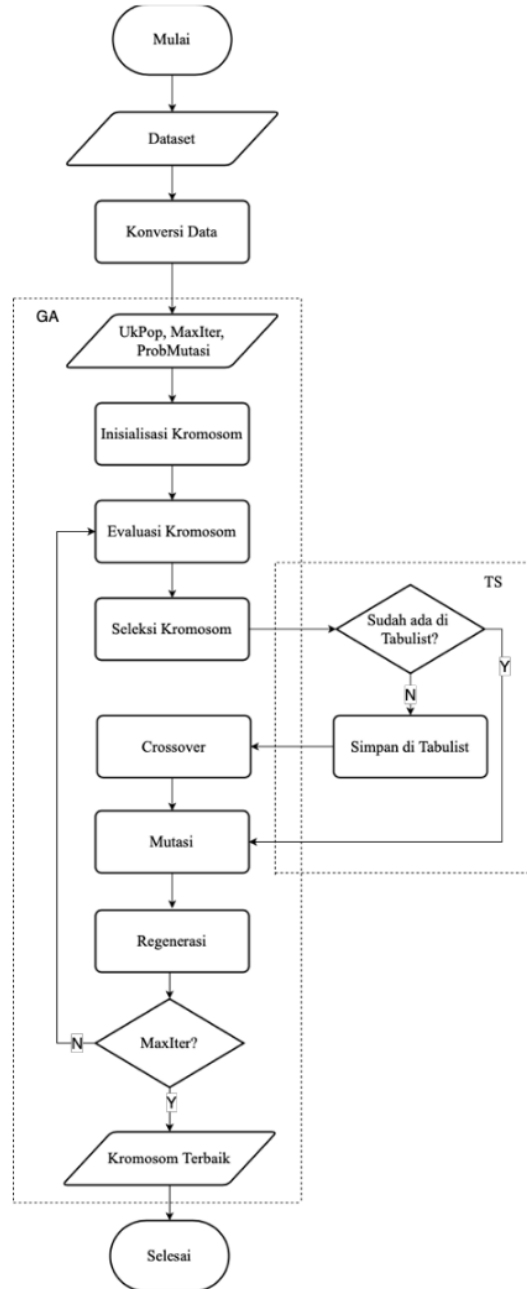 Mulai
Dataset
Konversi Data
GA
UkPop, MaxIter,
ProbMutasi
Inisialisasi Kromosom
Evaluasi Kromosom
TS
Seleksi Kromosom
Sudah ada di
Tabulist?
Y
N
Crossover
Simpan di Tabulist
Mutasi
Regenerasi
N
MaxIter?
Y
Kromosom Terbaik
Selesai